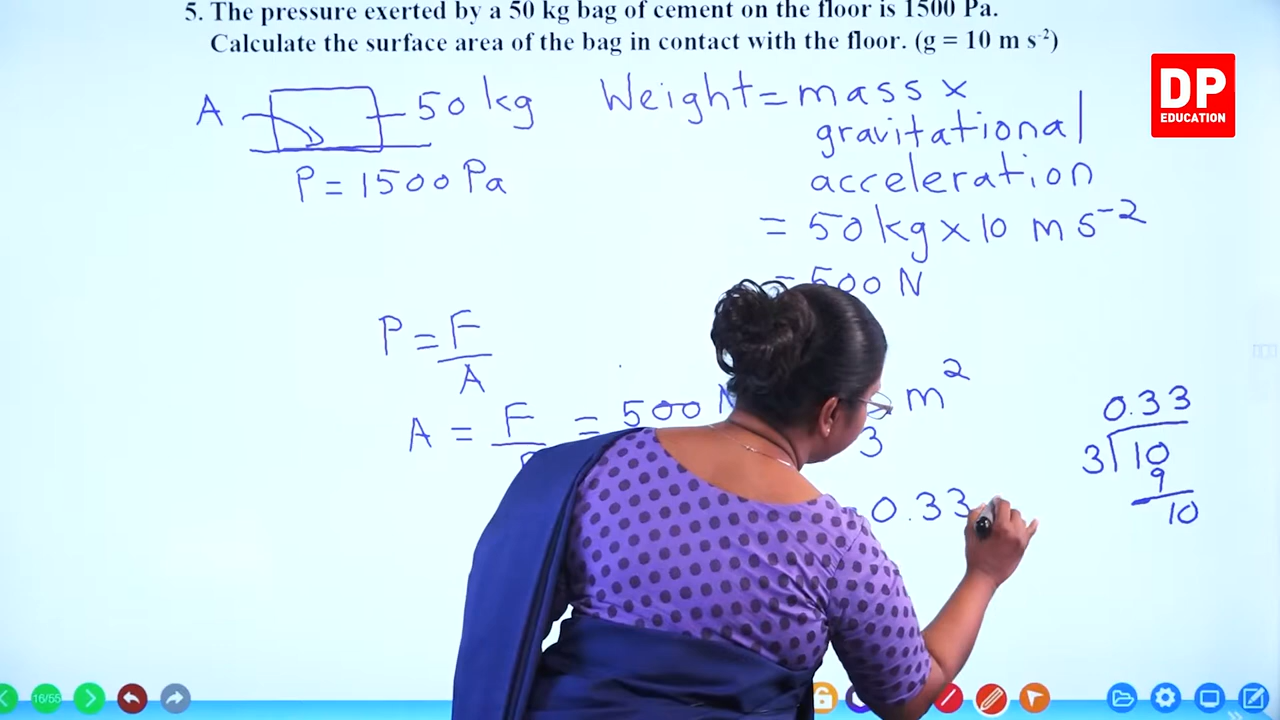 5. The pressure exerted by a 50 kg bag of cement on the floor is 1500 Pa.
Calculate the surface area of the bag in contact with the floor. (g = 10 m s⁻²)
DP
EDUCATION
A
50 kg
P = 1500 Pa
Weight = mass ×
gravitational
acceleration
= 50 kg × 10 m s⁻²
= 500 N
P = F
A
A = F = 500 N
m²
3
0.33
0.33
3 10
9
10
16/55